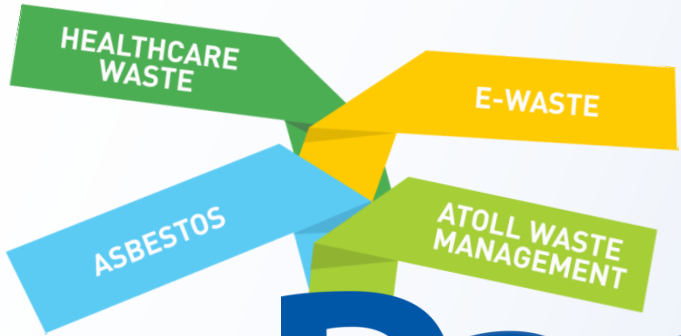 HEALTHCARE
WASTE
E-WASTE
ASBESTOS
ATOLL WASTE
MANAGEMENT